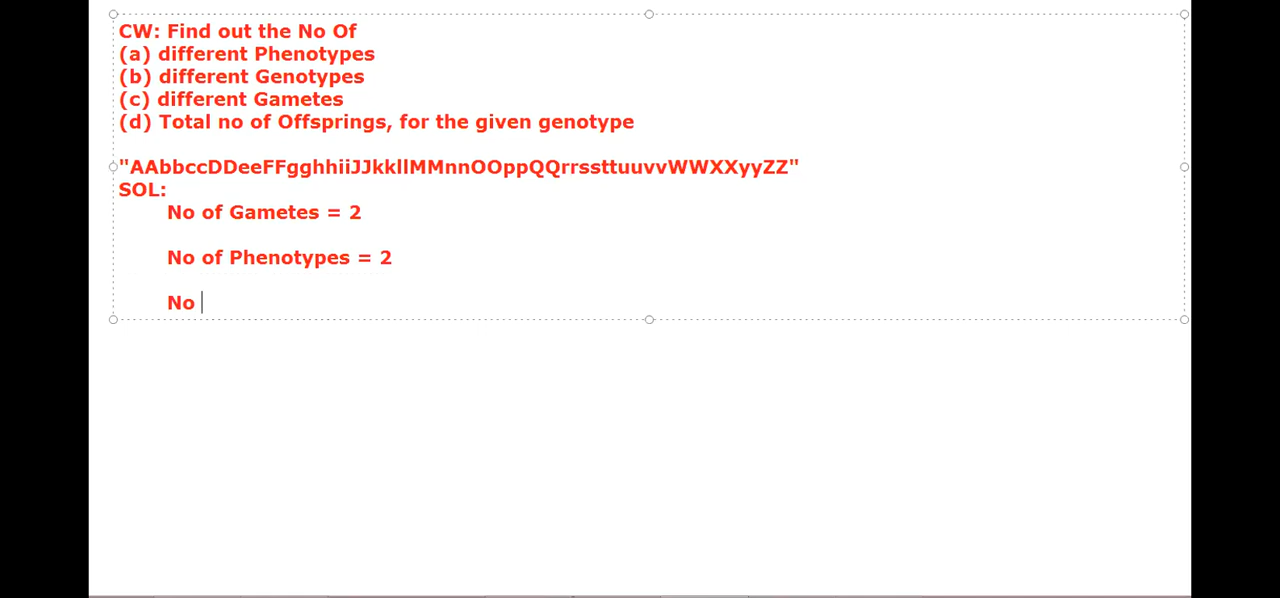 CW: Find out the No Of
(a) different Phenotypes
(b) different Genotypes
(c) different Gametes
(d) Total no of Offsprings, for the given genotype
"AAbbccDDeeFFgghhiiJJkkllMMnnOOppQQrrssttuuvvWWXXyyZZ"
SOL:
No of Gametes = 2
No of Phenotypes = 2
No